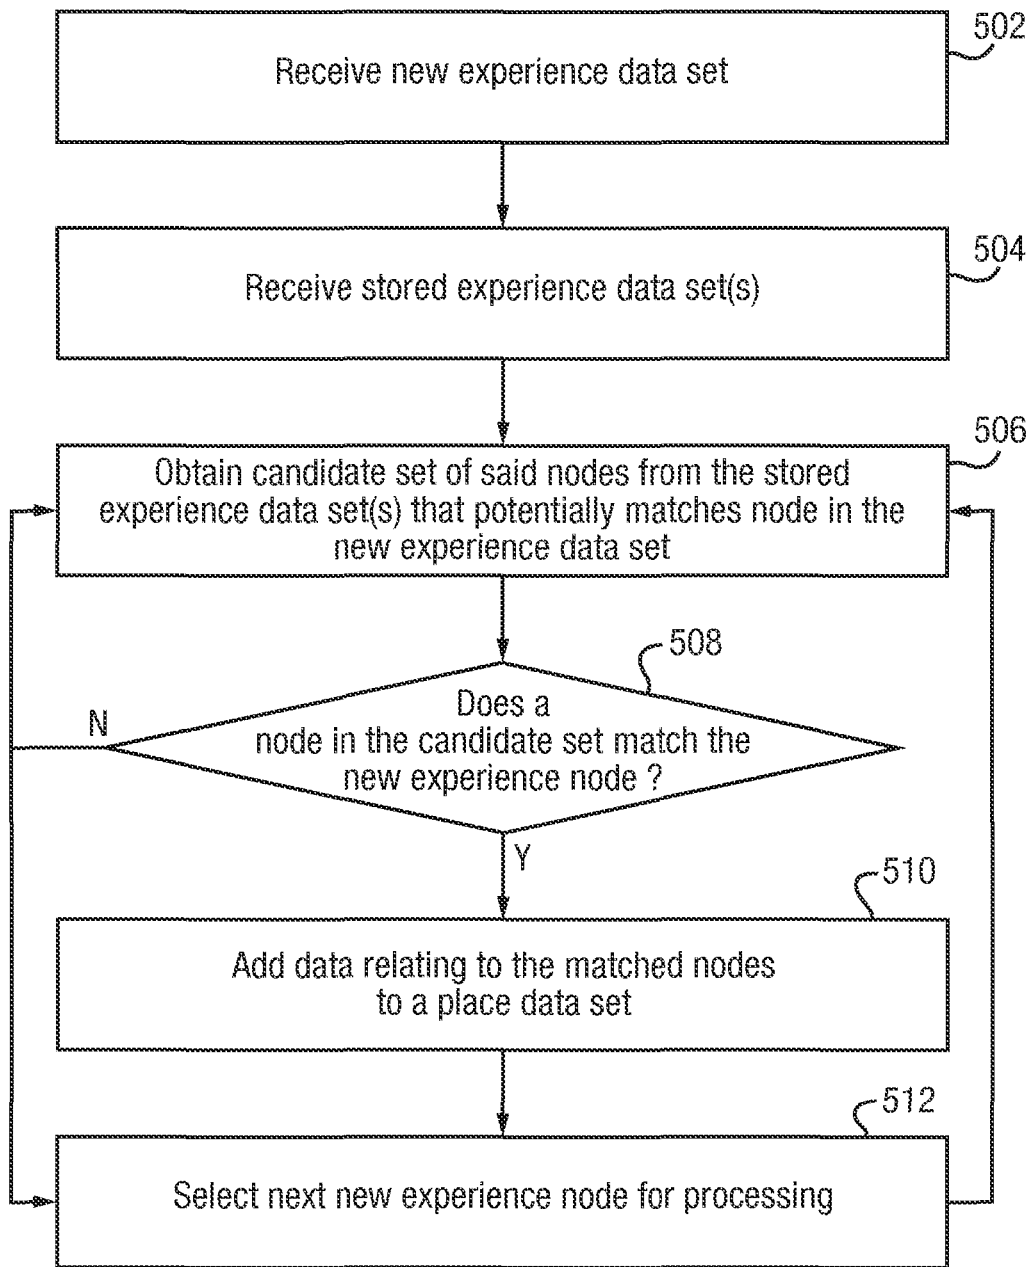 502
Receive new experience data set
504
Receive stored experience data set(s)
506
Obtain candidate set of said nodes from the stored
experience data set(s) that potentially matches node in the
new experience data set
508
Does a
node in the candidate set match the
new experience node ?
N
Y
510
Add data relating to the matched nodes
to a place data set
512
Select next new experience node for processing